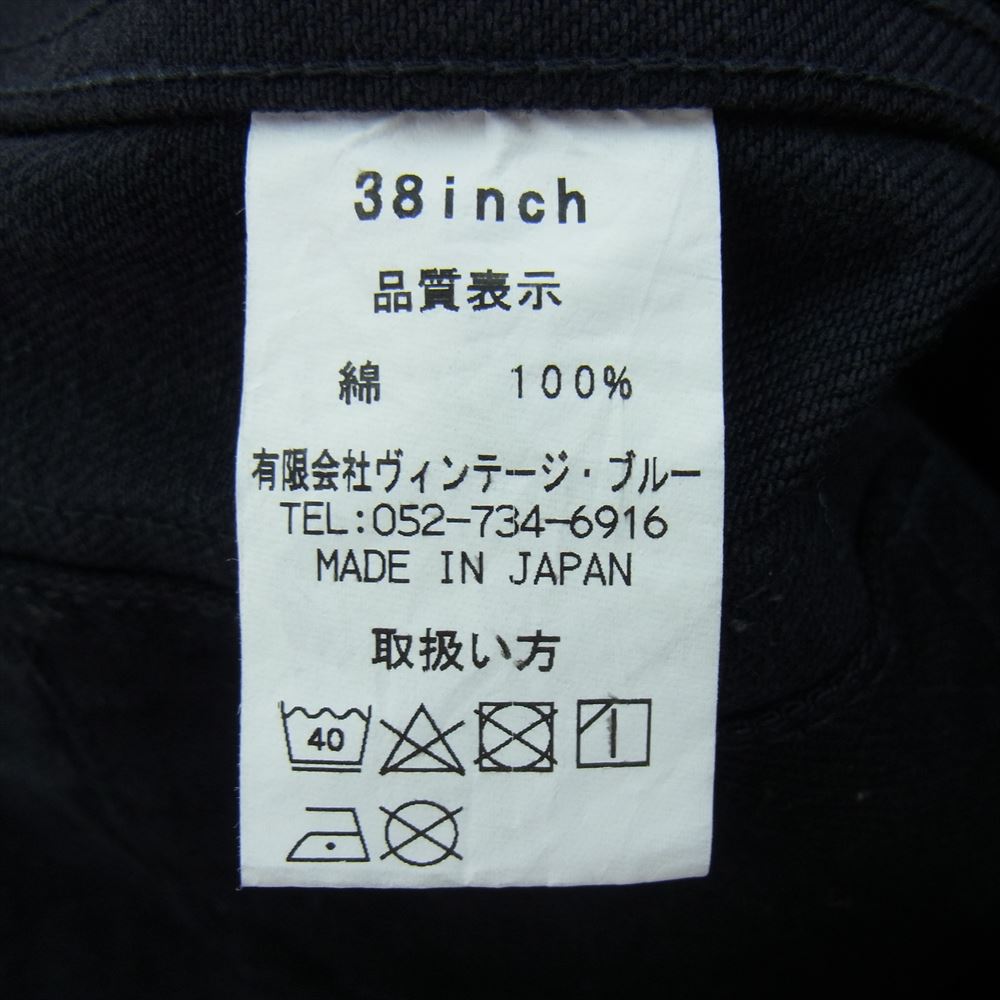 38inch
品質表示
綿 100%
有限会社ヴィンテージ・ブルー
TEL:052-734-6916
MADE IN JAPAN
取扱い方
40